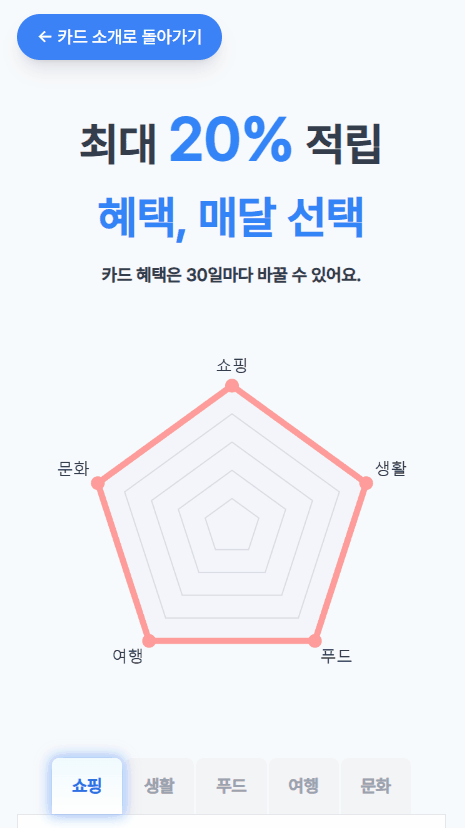 ← 카드 소개로 돌아가기
최대 20% 적립
혜택, 매달 선택
카드 혜택은 30일마다 바꿀 수 있어요.
쇼핑
문화
생활
여행
푸드
쇼핑 생활 푸드 여행 문화